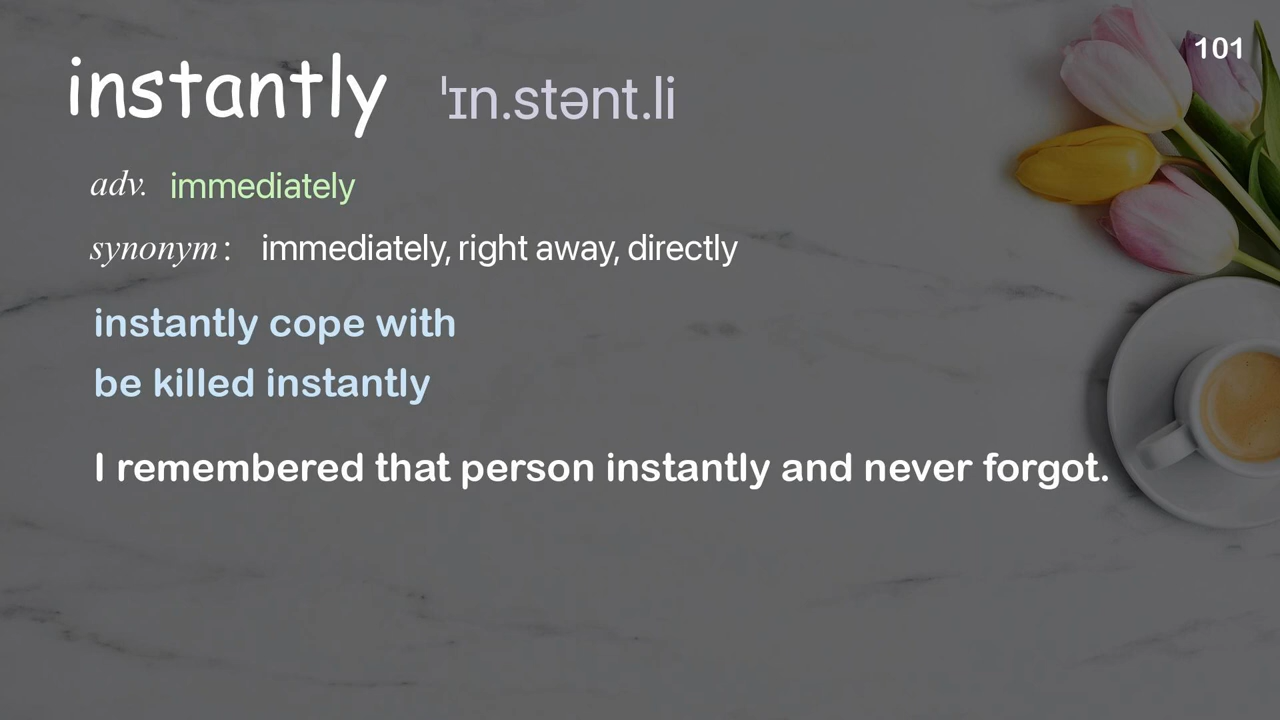 101
instantly ˈɪn.stənt.li
adv. immediately
synonym: immediately, right away, directly
instantly cope with
be killed instantly
I remembered that person instantly and never forgot.